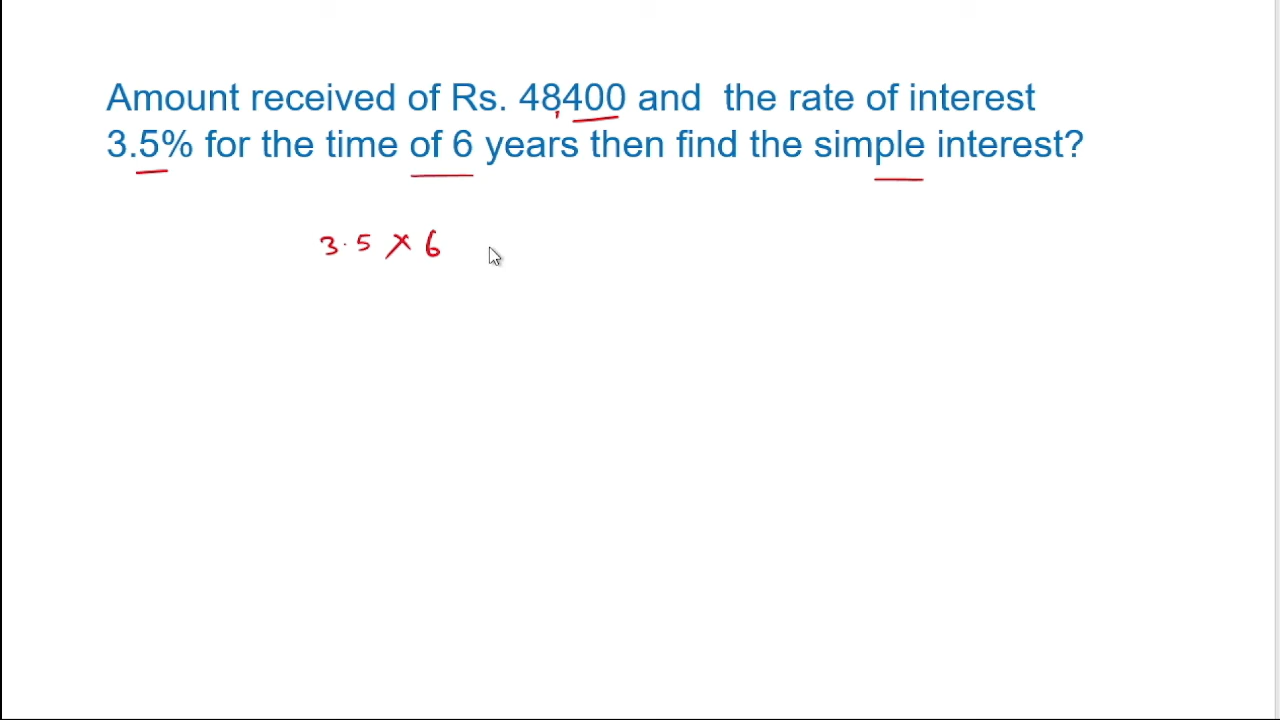 Amount received of Rs. 48400 and the rate of interest
3.5% for the time of 6 years then find the simple interest?
3.5 × 6